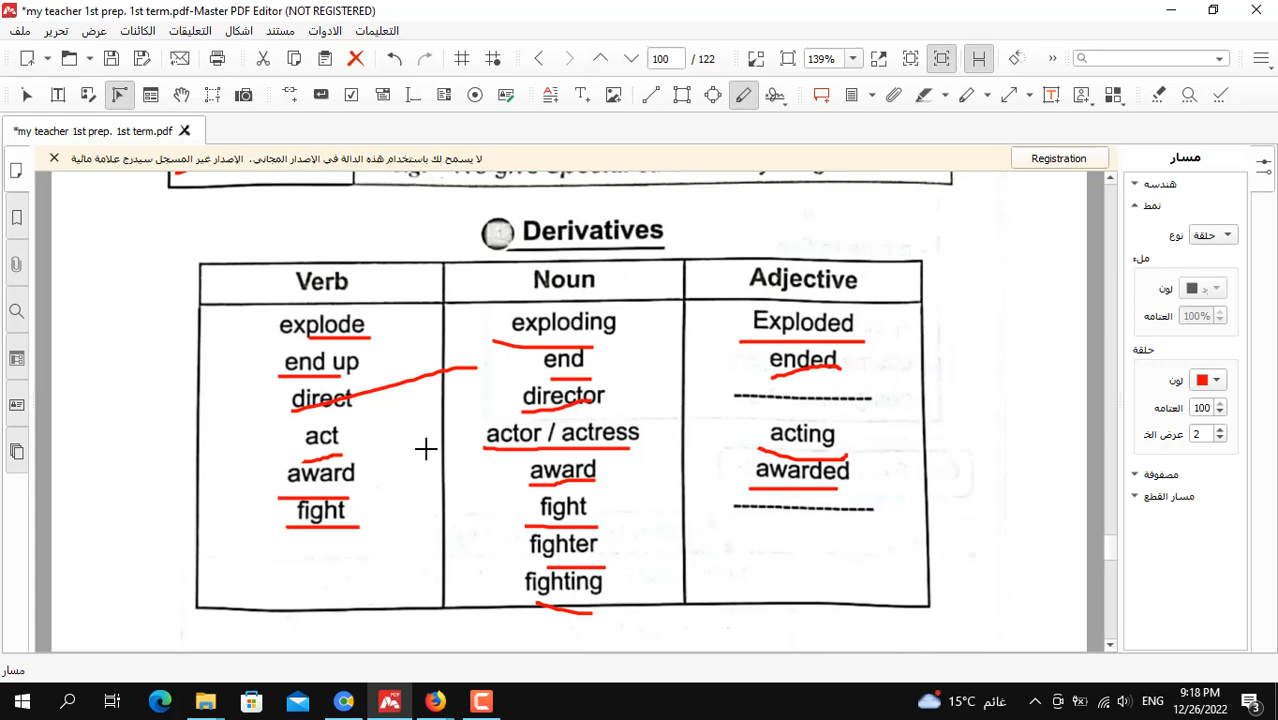 *my teacher 1st prep. 1st term.pdf-Master PDF Editor (NOT REGISTERED)
ملف تحرير عرض الكائنات التعليقات اشكال مستند الادوات التعليمات
100 / 122 139%
*my teacher 1st prep. 1st term.pdf
لا يسمح لك باستخدام هذه الدالة في الإصدار المجاني. الإصدار غير المسجل سيدرج علامة مائية
Registration
Derivatives
Verb Noun Adjective
explode exploding Exploded
end up end ended
direct director
act actor / actress acting
award award awarded
fight fight
fighter
fighting
مسار
هندسه
نمط
نوع حلقة
ملء
لون
العتامه 100%
حلقة
لون
العتامه 100
عرض الخ 2
مصفوفة
مسار القطع
مسار
15°C غائم
ENG
9:18 PM
12/26/2022
3